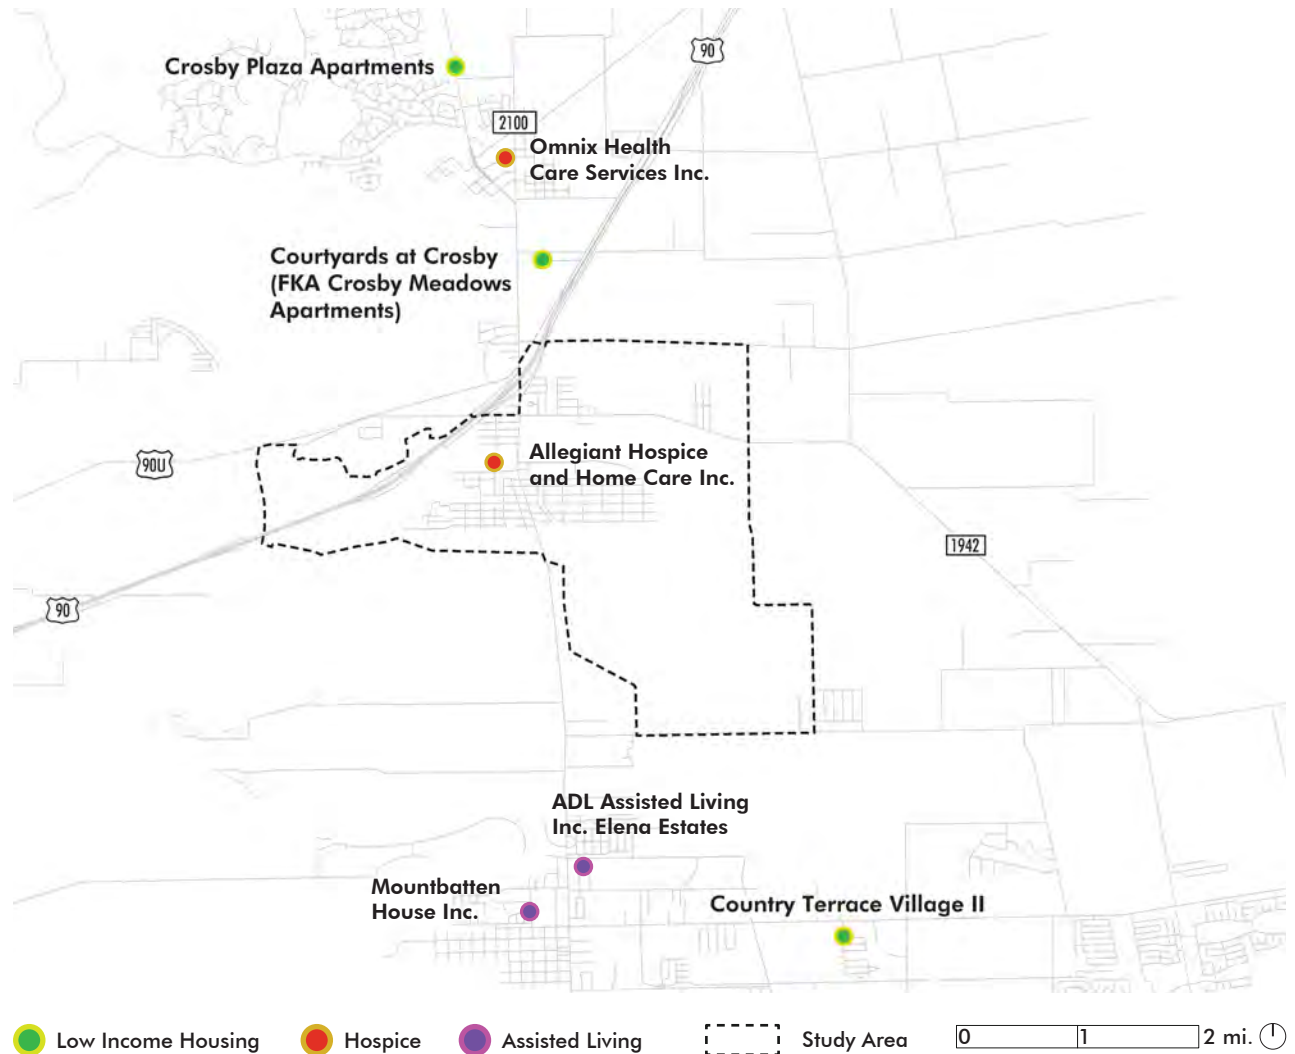 90
Crosby Plaza Apartments
2100
Omnix Health
Care Services Inc.
Courtyards at Crosby
(FKA Crosby Meadows
Apartments)
90U
Allegiant Hospice
and Home Care Inc.
1942
90
ADL Assisted Living
Inc. Elena Estates
Mountbatten
House Inc.
Country Terrace Village II
Low Income Housing
Hospice
Assisted Living
Study Area
0 1 2 mi.